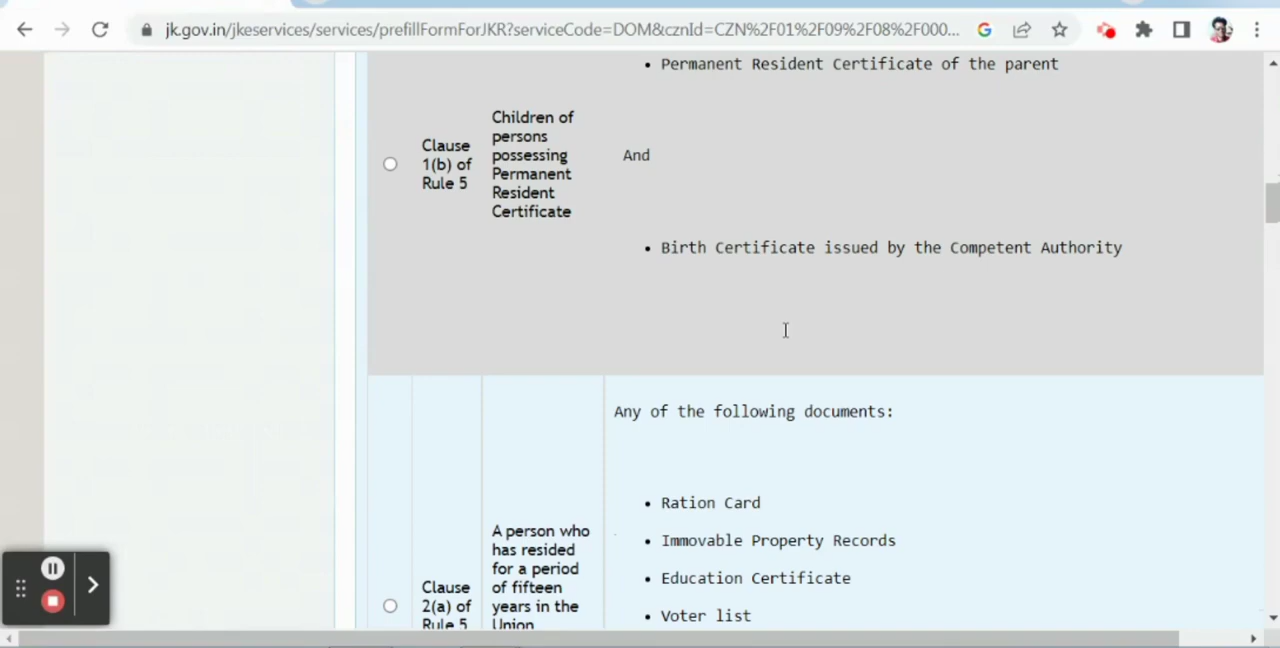 jk.gov.in/jkeservices/services/prefillFormForJKR?serviceCode=DOM&cznId=CZN%2F01%2F09%2F08%2F000...
• Permanent Resident Certificate of the parent
Clause
1(b) of
Rule 5
Children of
persons
possessing
Permanent
Resident
Certificate
And
• Birth Certificate issued by the Competent Authority
Clause
2(a) of
Rule 5
A person who
has resided
for a period
of fifteen
years in the
Union
Any of the following documents:
• Ration Card
• Immovable Property Records
• Education Certificate
• Voter list